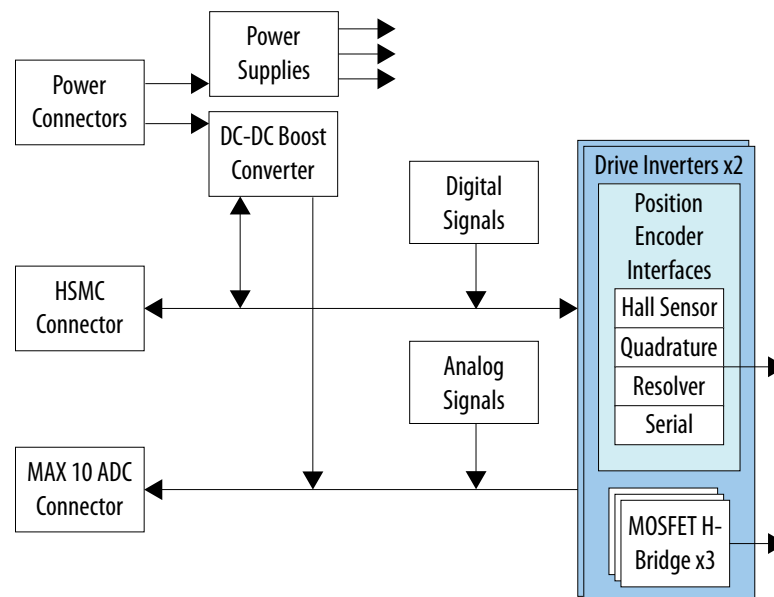 Power
Supplies
Power
Connectors
DC-DC Boost
Converter
Digital
Signals
HSMC
Connector
Analog
Signals
MAX 10 ADC
Connector
Drive Inverters x2
Position
Encoder
Interfaces
Hall Sensor
Quadrature
Resolver
Serial
MOSFET H-
Bridge x3